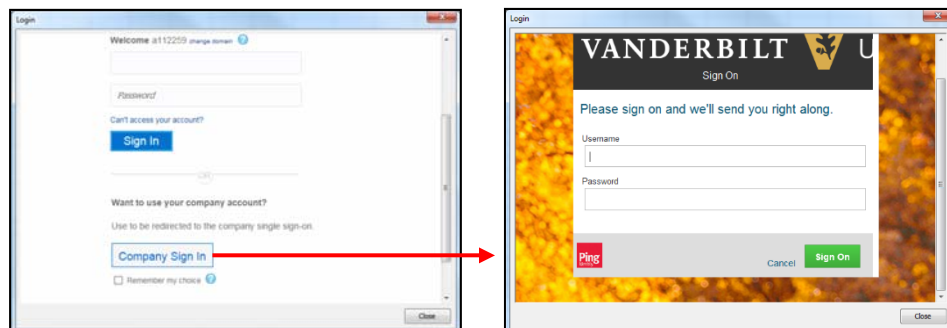 Login
Welcome a112259 change domain ?
Password
Can't access your account?
Sign In
OR
Want to use your company account?
Use to be redirected to the company single sign-on.
Company Sign In
Remember my choice ?
Close
Login
VANDERBILT U
Sign On
Please sign on and we'll send you right along.
Username
Password
Ping
Cancel Sign On
Close